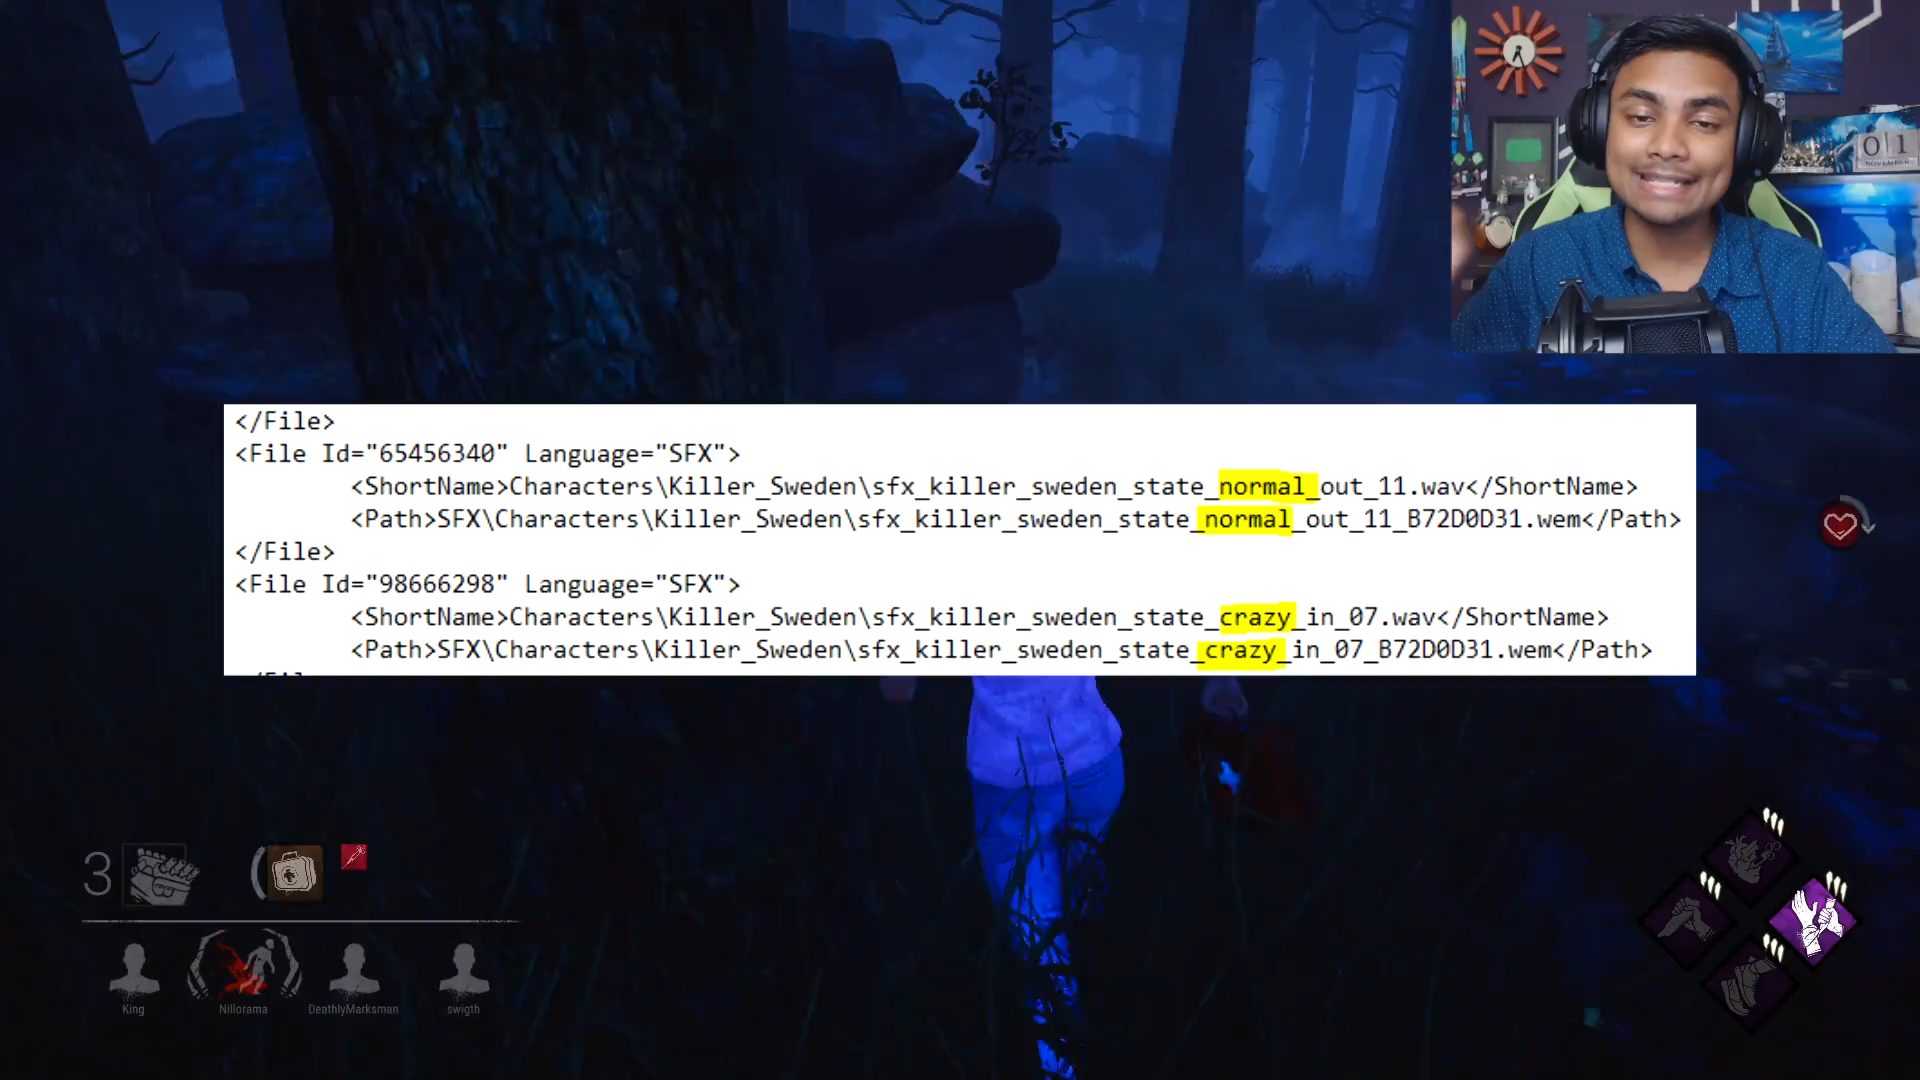 01
NOVEMBER
</File>
<File Id="65456340" Language="SFX">
<ShortName>Characters\Killer_Sweden\sfx_killer_sweden_state_normal_out_11.wav</ShortName>
<Path>SFX\Characters\Killer_Sweden\sfx_killer_sweden_state_normal_out_11_B72D0D31.wem</Path>
</File>
<File Id="98666298" Language="SFX">
<ShortName>Characters\Killer_Sweden\sfx_killer_sweden_state_crazy_in_07.wav</ShortName>
<Path>SFX\Characters\Killer_Sweden\sfx_killer_sweden_state_crazy_in_07_B72D0D31.wem</Path>
3
King
Nillorama
DeathlyMarksman
swigth